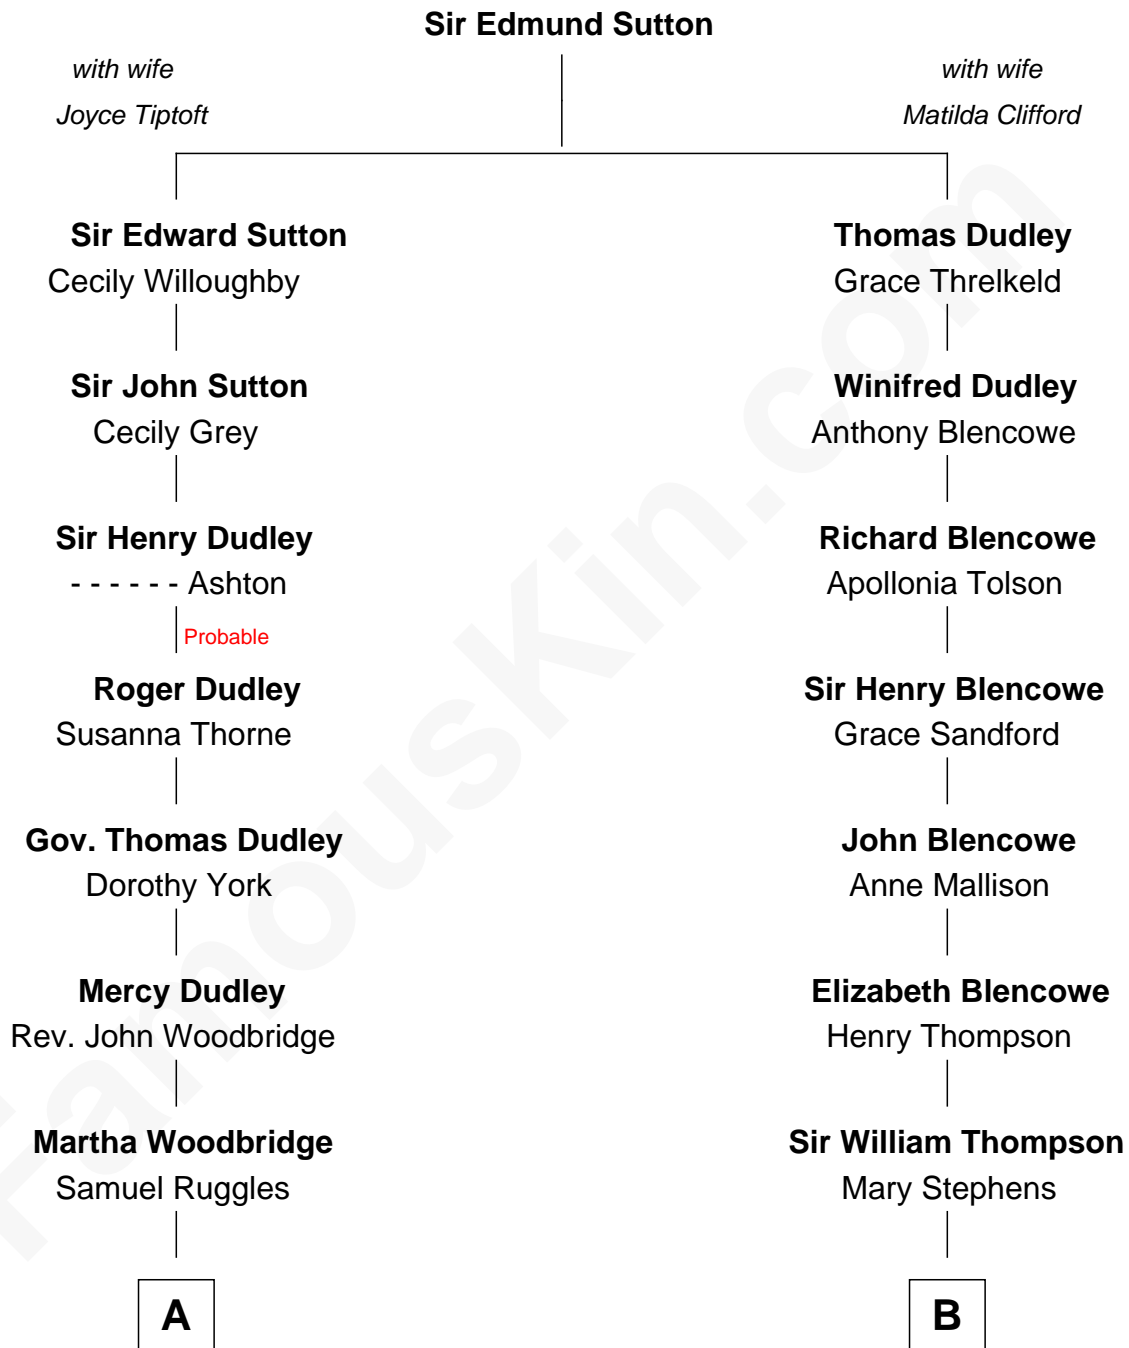 Sir Edmund Sutton
with wife
Joyce Tiptoft
with wife
Matilda Clifford
Sir Edward Sutton
Cecily Willoughby
Thomas Dudley
Grace Threlkeld
Sir John Sutton
Cecily Grey
Winifred Dudley
Anthony Blencowe
Sir Henry Dudley
- - - - - - Ashton
Probable
Richard Blencowe
Apollonia Tolson
Roger Dudley
Susanna Thorne
Sir Henry Blencowe
Grace Sandford
Gov. Thomas Dudley
Dorothy York
John Blencowe
Anne Mallison
Mercy Dudley
Rev. John Woodbridge
Elizabeth Blencowe
Henry Thompson
Martha Woodbridge
Samuel Ruggles
Sir William Thompson
Mary Stephens
A
B
FamousKin.com